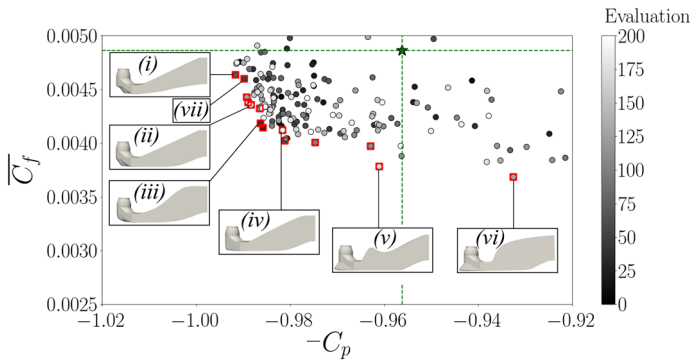 Evaluation
0.0050
0.0045
0.0040
0.0035
0.0030
0.0025
200
175
150
125
100
75
50
25
0
(i)
(vii)
(ii)
(iii)
(iv)
(v)
(vi)
C̅f
−1.02
−1.00
−0.98
−0.96
−0.94
−0.92
−Cp